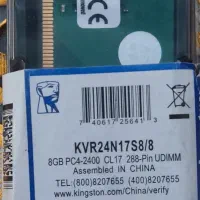 7 40617 25641 3
KVR24N17S8/8
8GB PC4-2400 CL17 288-Pin UDIMM
Assembled IN CHINA
TEL:(800)8207655 (400)8207655
www.kingston.com/china/verify